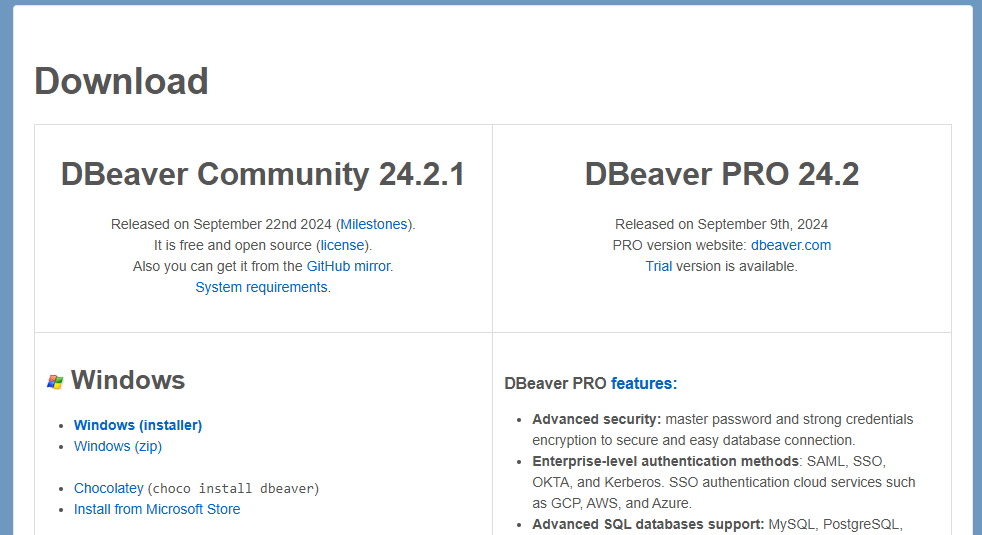 Download
DBeaver Community 24.2.1
Released on September 22nd 2024 (Milestones).
It is free and open source (license).
Also you can get it from the GitHub mirror.
System requirements.
DBeaver PRO 24.2
Released on September 9th, 2024
PRO version website: dbeaver.com
Trial version is available.
Windows
Windows (installer)
Windows (zip)
Chocolatey (choco install dbeaver)
Install from Microsoft Store
DBeaver PRO features:
Advanced security: master password and strong credentials
encryption to secure and easy database connection.
Enterprise-level authentication methods: SAML, SSO,
OKTA, and Kerberos. SSO authentication cloud services such
as GCP, AWS, and Azure.
Advanced SQL databases support: MySQL, PostgreSQL,